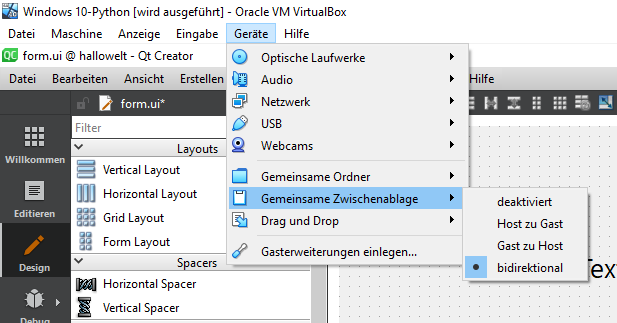 Windows 10-Python [wird ausgeführt] - Oracle VM VirtualBox
Datei Maschine Anzeige Eingabe Geräte Hilfe
QC form.ui @ hallowelt - Qt Creator
Datei Bearbeiten Ansicht Erstellen Hilfe
form.ui*
Filter
Willkommen
Editieren
Design
Debug
Layouts
Vertical Layout
Horizontal Layout
Grid Layout
Form Layout
Spacers
Horizontal Spacer
Vertical Spacer
Optische Laufwerke
Audio
Netzwerk
USB
Webcams
Gemeinsame Ordner
Gemeinsame Zwischenablage
Drag und Drop
Gasterweiterungen einlegen...
deaktiviert
Host zu Gast
Gast zu Host
bidirektional